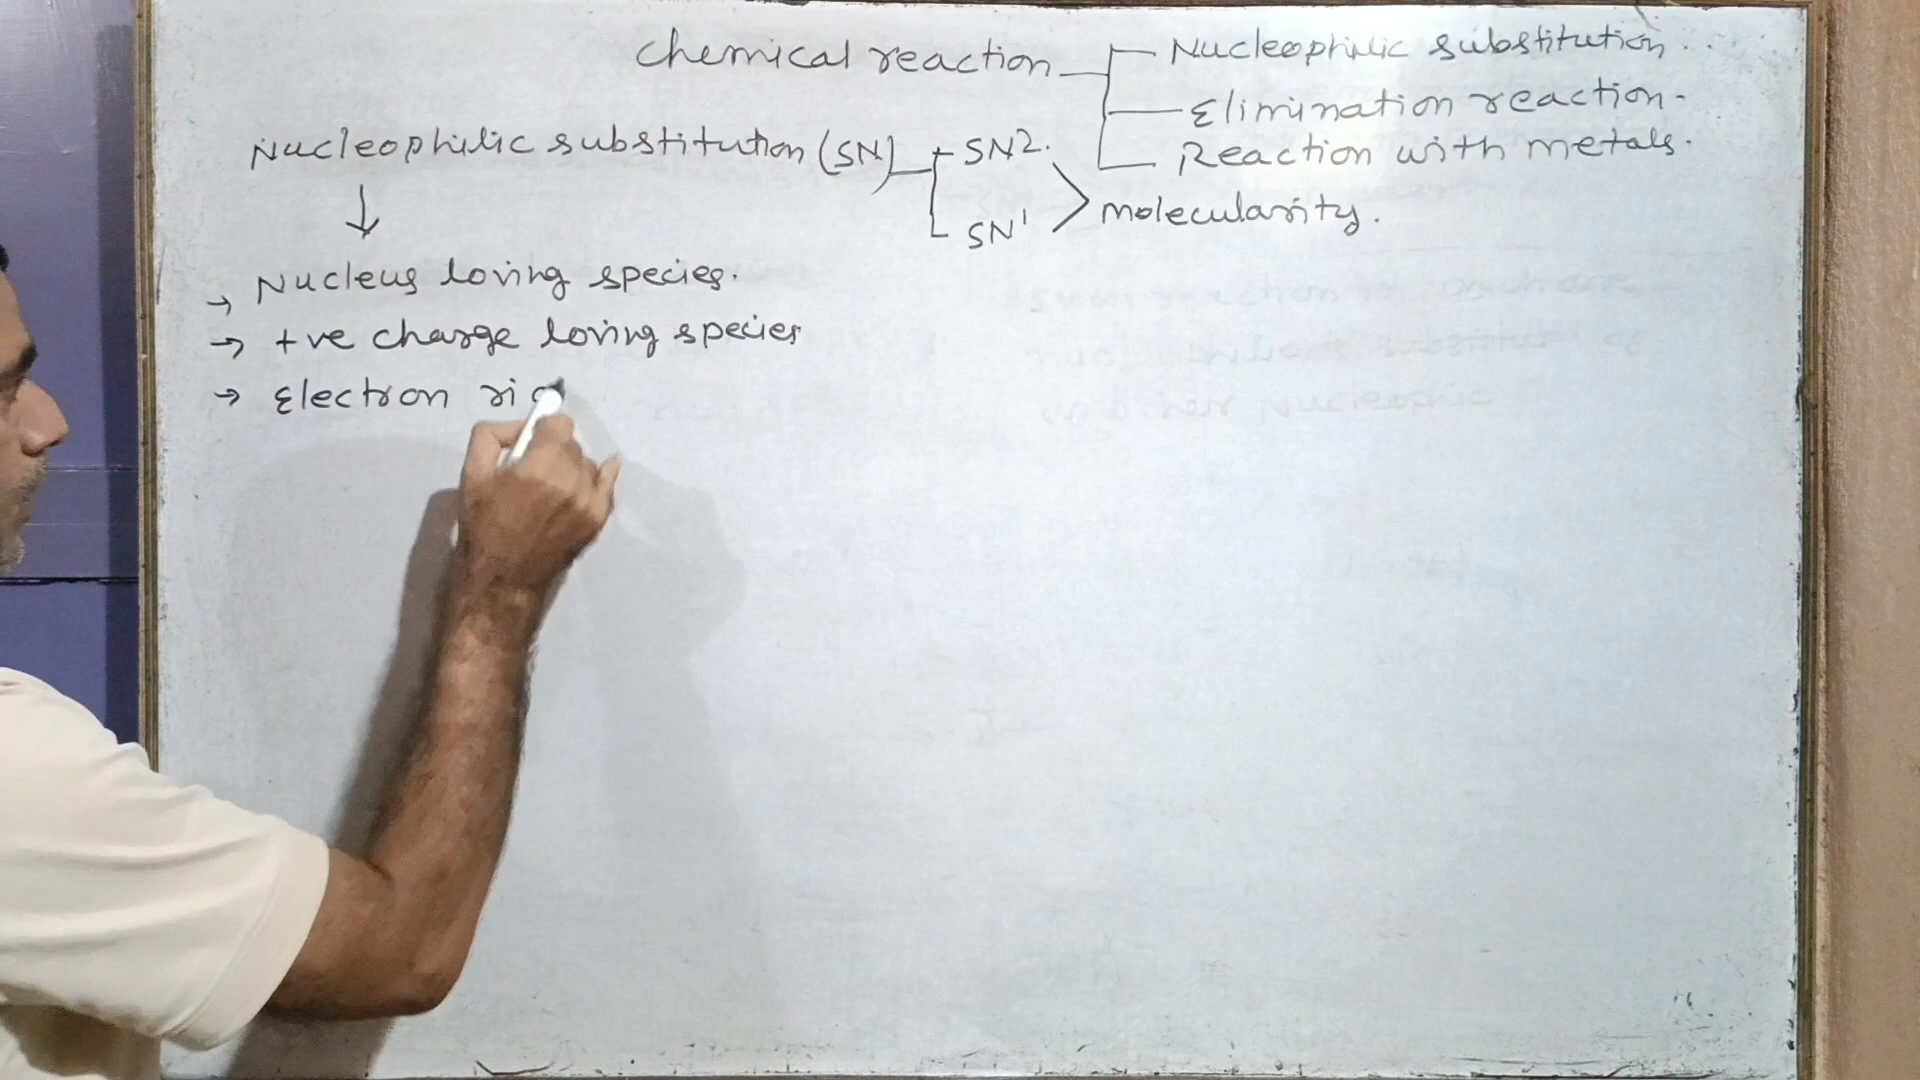 Chemical reaction
Nucleophilic substitution.
Elimination reaction.
Reaction with metals.
Nucleophilic substitution (SN)
SN2.
SN1
molecularity.
→ Nucleus loving species.
→ +ve charge loving species
→ Electron ric